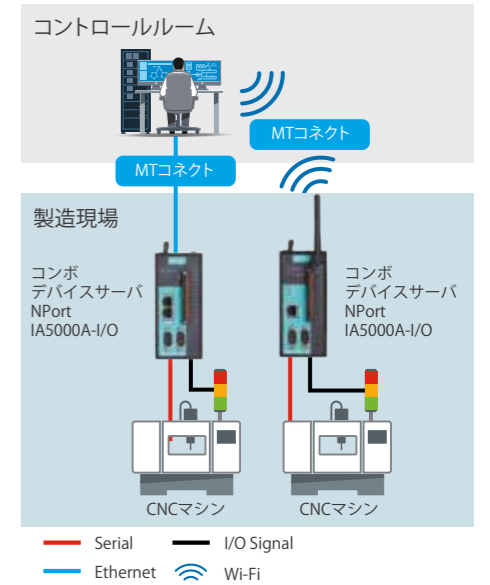 コントロールルーム
MTコネクト
MTコネクト
製造現場
コンボ
デバイスサーバ
NPort
IA5000A-I/O
コンボ
デバイスサーバ
NPort
IA5000A-I/O
CNCマシン
CNCマシン
Serial
I/O Signal
Ethernet
Wi-Fi